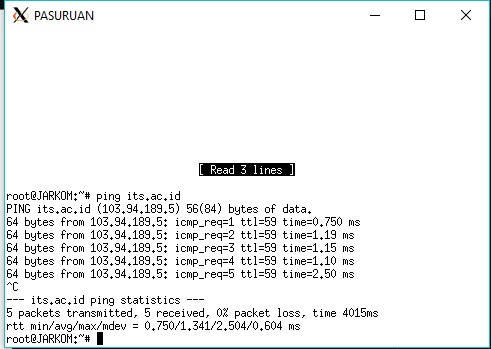 PASURUAN
[ Read 3 lines ]
root@JARKOM:~# ping its.ac.id
PING its.ac.id (103.94.189.5) 56(84) bytes of data.
64 bytes from 103.94.189.5: icmp_req=1 ttl=59 time=0.750 ms
64 bytes from 103.94.189.5: icmp_req=2 ttl=59 time=1.19 ms
64 bytes from 103.94.189.5: icmp_req=3 ttl=59 time=1.15 ms
64 bytes from 103.94.189.5: icmp_req=4 ttl=59 time=1.10 ms
64 bytes from 103.94.189.5: icmp_req=5 ttl=59 time=2.50 ms
^C
--- its.ac.id ping statistics ---
5 packets transmitted, 5 received, 0% packet loss, time 4015ms
rtt min/avg/max/mdev = 0.750/1.341/2.504/0.604 ms
root@JARKOM:~#